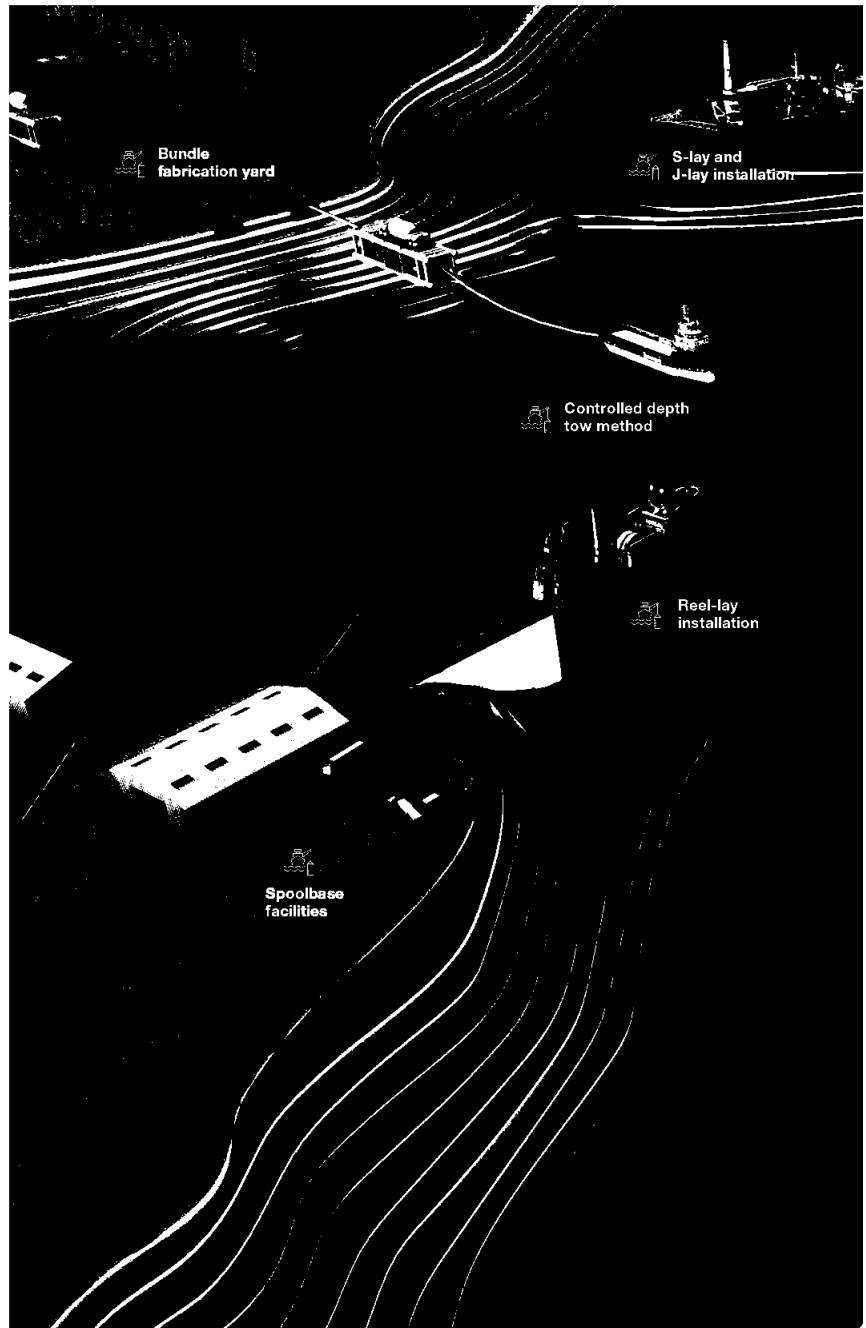 Bundle
fabrication yard
S-lay and
J-lay installation
Controlled depth
tow method
Reel-lay
installation
Spoolbase
facilities